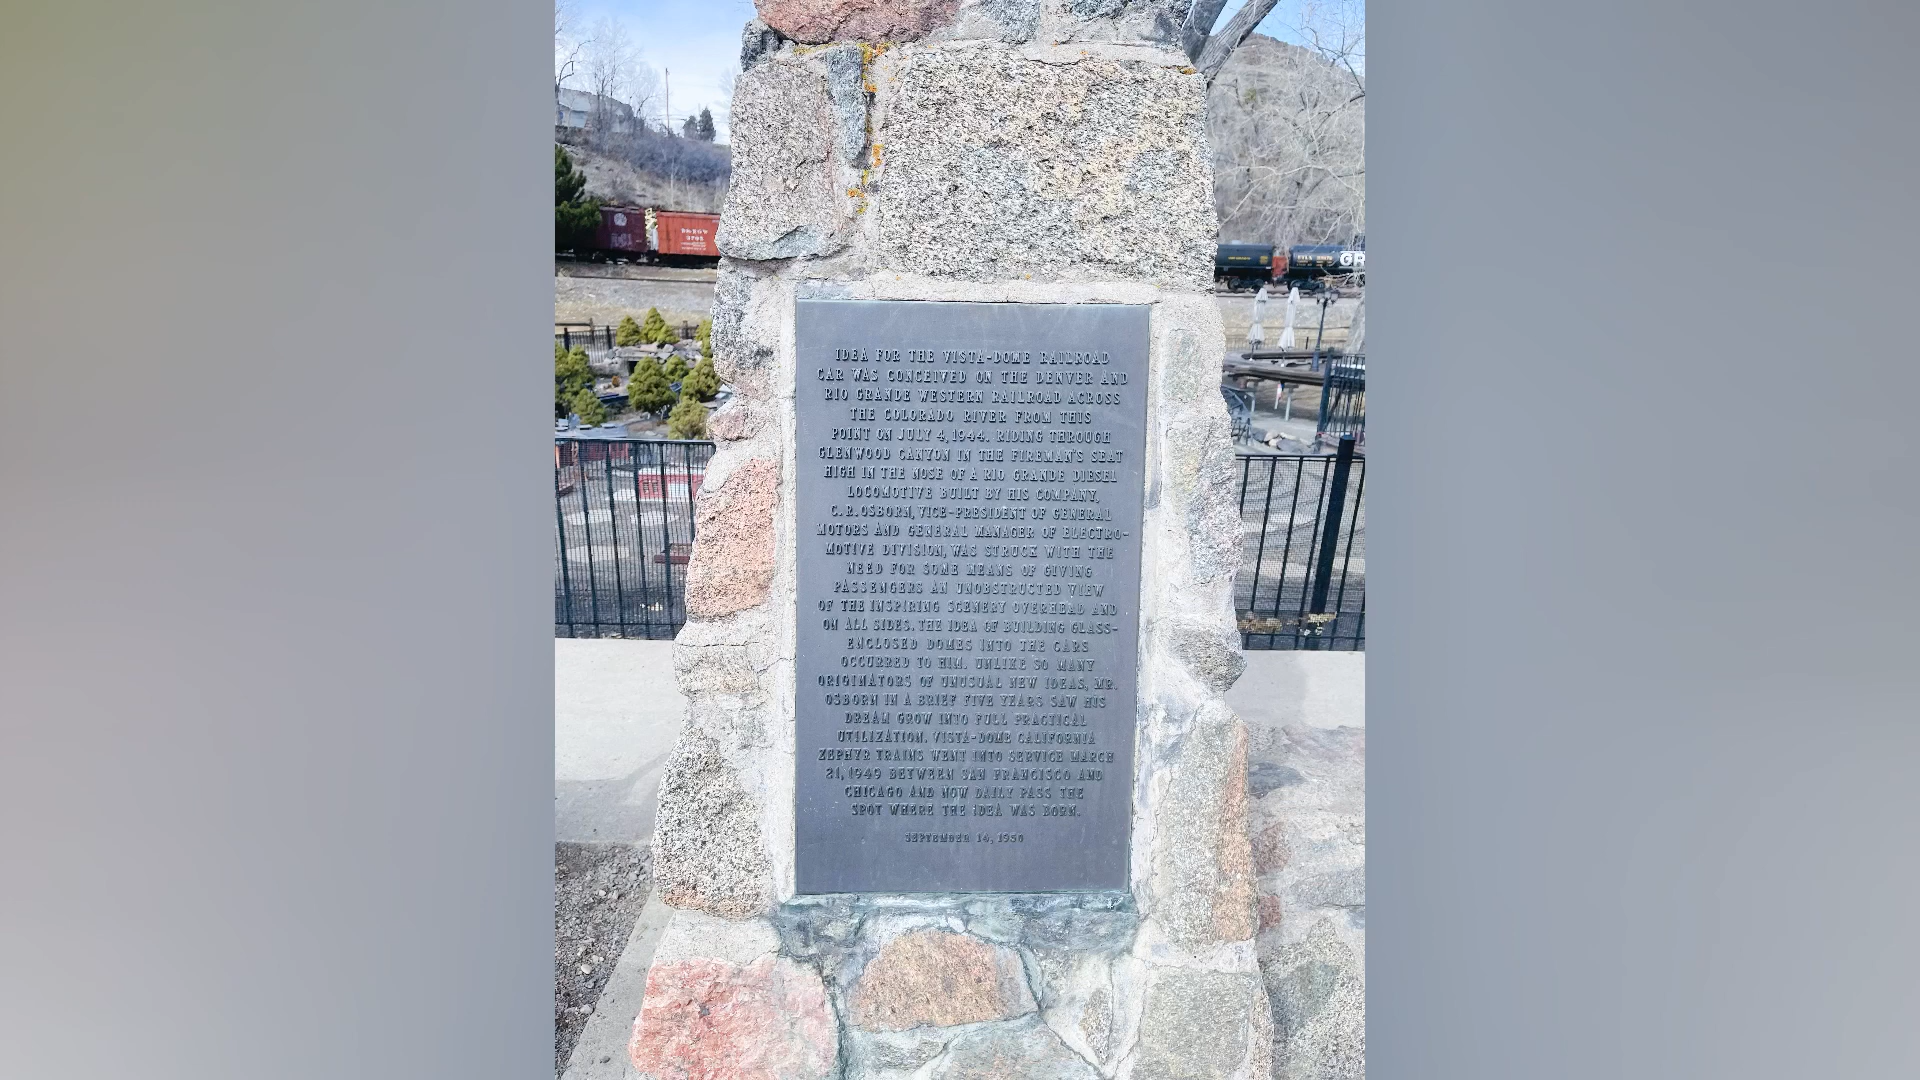 D&RGW
GR
IDEA FOR THE VISTA-DOME RAILROAD
CAR WAS CONCEIVED ON THE DENVER AND
RIO GRANDE WESTERN RAILROAD ACROSS
THE COLORADO RIVER FROM THIS
POINT ON JULY 4, 1944. RIDING THROUGH
GLENWOOD CANYON IN THE FIREMAN'S SEAT
HIGH IN THE NOSE OF A RIO GRANDE DIESEL
LOCOMOTIVE BUILT BY HIS COMPANY,
C. R. OSBORN, VICE-PRESIDENT OF GENERAL
MOTORS AND GENERAL MANAGER OF ELECTRO-
MOTIVE DIVISION, WAS STRUCK WITH THE
NEED FOR SOME MEANS OF GIVING
PASSENGERS AN UNOBSTRUCTED VIEW
OF THE INSPIRING SCENERY OVERHEAD AND
ON ALL SIDES. THE IDEA OF BUILDING GLASS-
ENCLOSED DOMES INTO THE CARS
OCCURRED TO HIM. UNLIKE SO MANY
ORIGINATORS OF UNUSUAL NEW IDEAS, MR.
OSBORN IN A BRIEF FIVE YEARS SAW HIS
DREAM GROW INTO FULL PRACTICAL
UTILIZATION. VISTA-DOME CALIFORNIA
ZEPHYR TRAINS WENT INTO SERVICE MARCH
21, 1949 BETWEEN SAN FRANCISCO AND
CHICAGO AND NOW DAILY PASS THE
SPOT WHERE THE IDEA WAS BORN.
SEPTEMBER 14, 1950